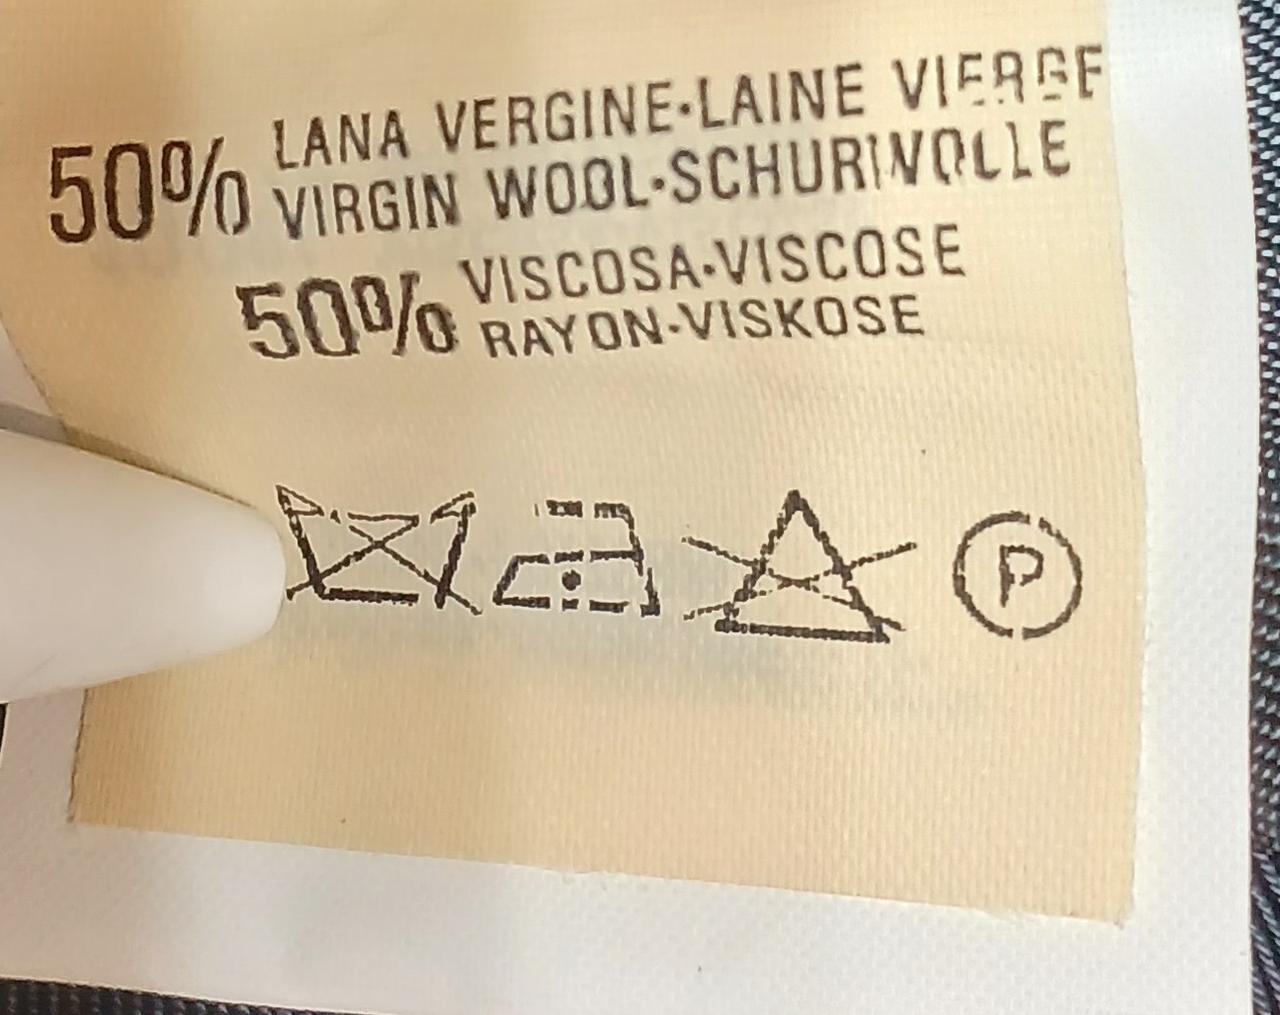 50% LANA VERGINE·LAINE VIERGE
VIRGIN WOOL·SCHURWOLLE
50% VISCOSA·VISCOSE
RAYON·VISKOSE
P